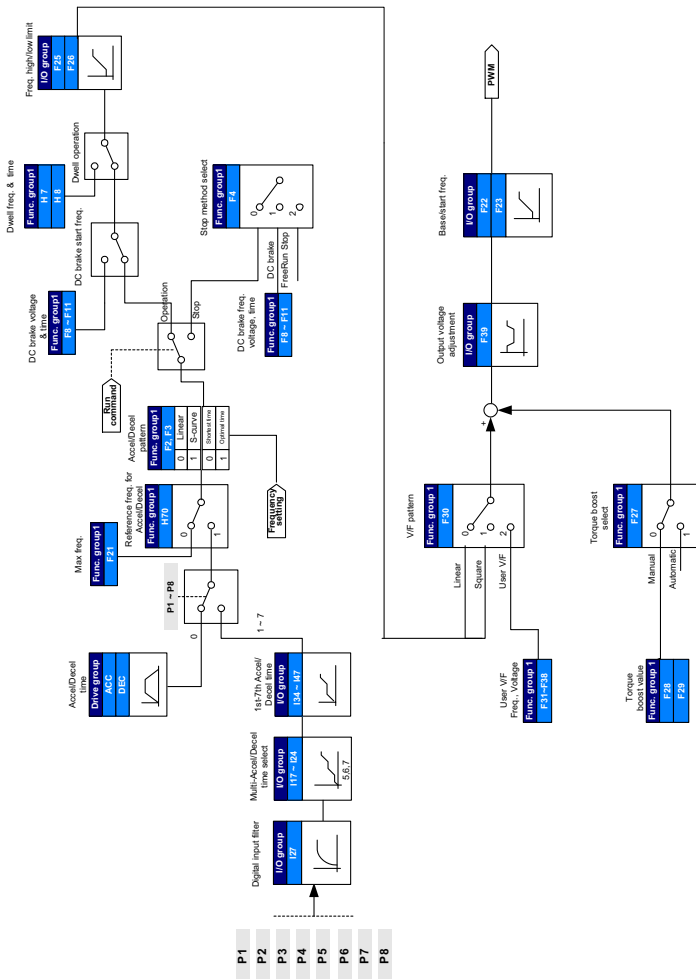 P1
P2
P3
P4
P5
P6
P7
P8
Digital input filter
I/O group
I27
Multi-Accel/Decel
time select
I/O group
I17 ~ I24
5,6,7
1st-7th Accel/
Decel time
I/O group
I34 ~ I47
Accel/Decel
time
Drive group
ACC
DEC
P1 ~ P8
0
1 ~ 7
Max freq.
Func. group1
F21
Reference freq. for
Accel/Decel
Func. group1
H70
0
1
Accel/Decel
pattern
Func. group1
F2, F3
0 Linear
1 S-curve
0 Shortest time
1 Optimal time
Frequency
setting
Run
command
Operation
Stop
DC brake voltage
& time
Func. group1
F8 ~ F11
DC brake start freq.
Dwell freq. & time
Func. group1
H 7
H 8
Dwell operation
Freq. high/low limit
I/O group
F25
F26
Stop method select
Func. group1
F4
0
1
2
DC brake
FreeRun Stop
DC brake freq.
voltage, time
Func. group1
F8 ~ F11
User V/F
Freq., Voltage
Func. group 1
F31~F38
V/F pattern
Func. group 1
F30
Linear
Square
User V/F
0
1
2
+
Output voltage
adjustment
I/O group
F39
Base/start freq.
I/O group
F22
F23
PWM
Torque
boost value
Func. group 1
F28
F29
Torque boost
select
Func. group 1
F27
Manual
Automatic
0
1